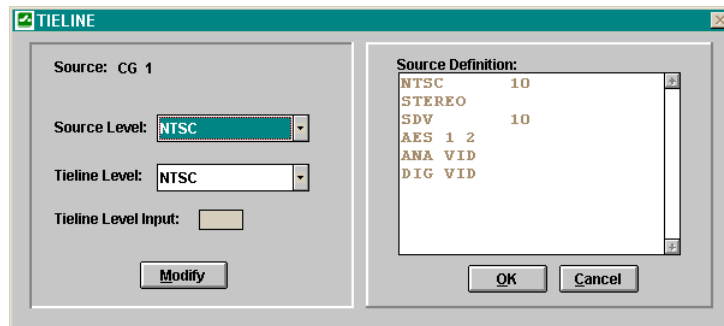 TIELINE
Source: CG 1
Source Level: NTSC
Tieline Level: NTSC
Tieline Level Input:
Modify
Source Definition:
NTSC 10
STEREO
SDV 10
AES 1 2
ANA VID
DIG VID
OK Cancel